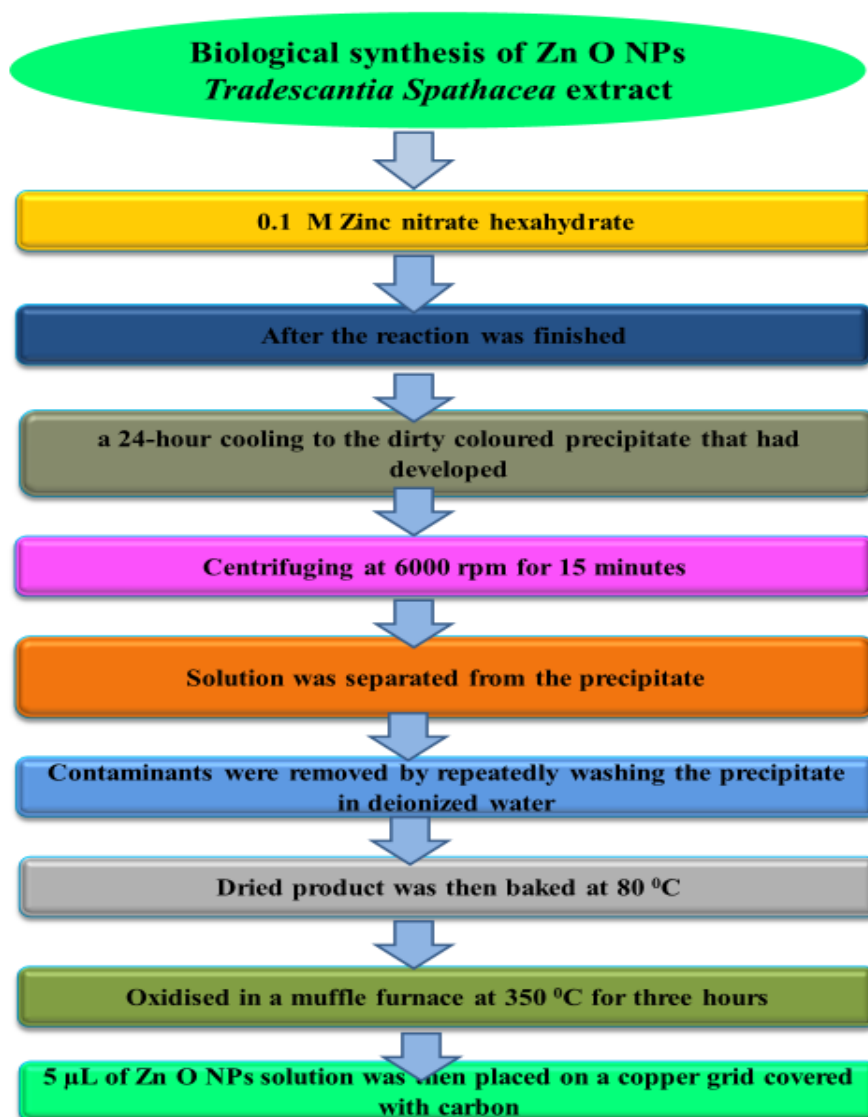 Biological synthesis of Zn O NPs
Tradescantia Spathacea extract
0.1 M Zinc nitrate hexahydrate
After the reaction was finished
a 24-hour cooling to the dirty coloured precipitate that had
developed
Centrifuging at 6000 rpm for 15 minutes
Solution was separated from the precipitate
Contaminants were removed by repeatedly washing the precipitate
in deionized water
Dried product was then baked at 80 ⁰C
Oxidised in a muffle furnace at 350 ⁰C for three hours
5 µL of Zn O NPs solution was then placed on a copper grid covered
with carbon